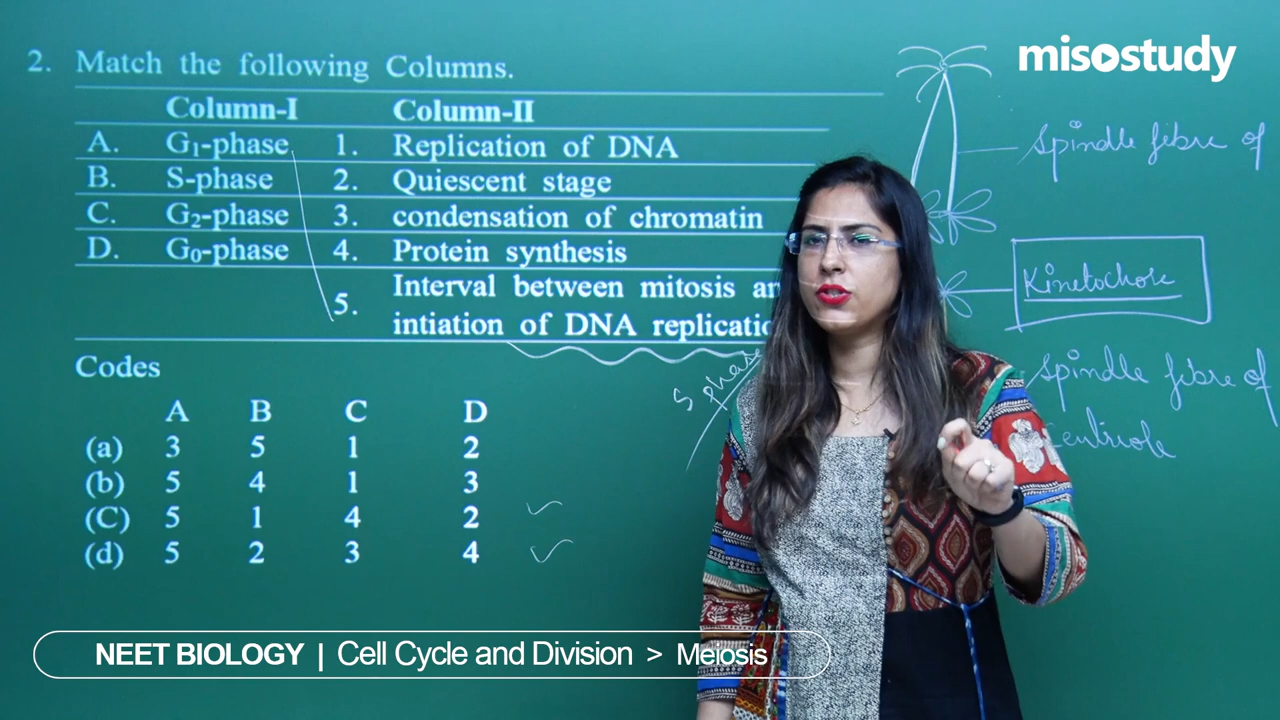 misostudy
2. Match the following Columns.
Column-I Column-II
A. G₁-phase 1. Replication of DNA
B. S-phase 2. Quiescent stage
C. G₂-phase 3. condensation of chromatin
D. G₀-phase 4. Protein synthesis
5. Interval between mitosis an
intiation of DNA replicatio
Codes
A B C D
(a) 3 5 1 2
(b) 5 4 1 3
(C) 5 1 4 2
(d) 5 2 3 4
S phase
Spindle fibre of
Kinetochore
Spindle fibre of
Centriole
NEET BIOLOGY | Cell Cycle and Division > Meiosis